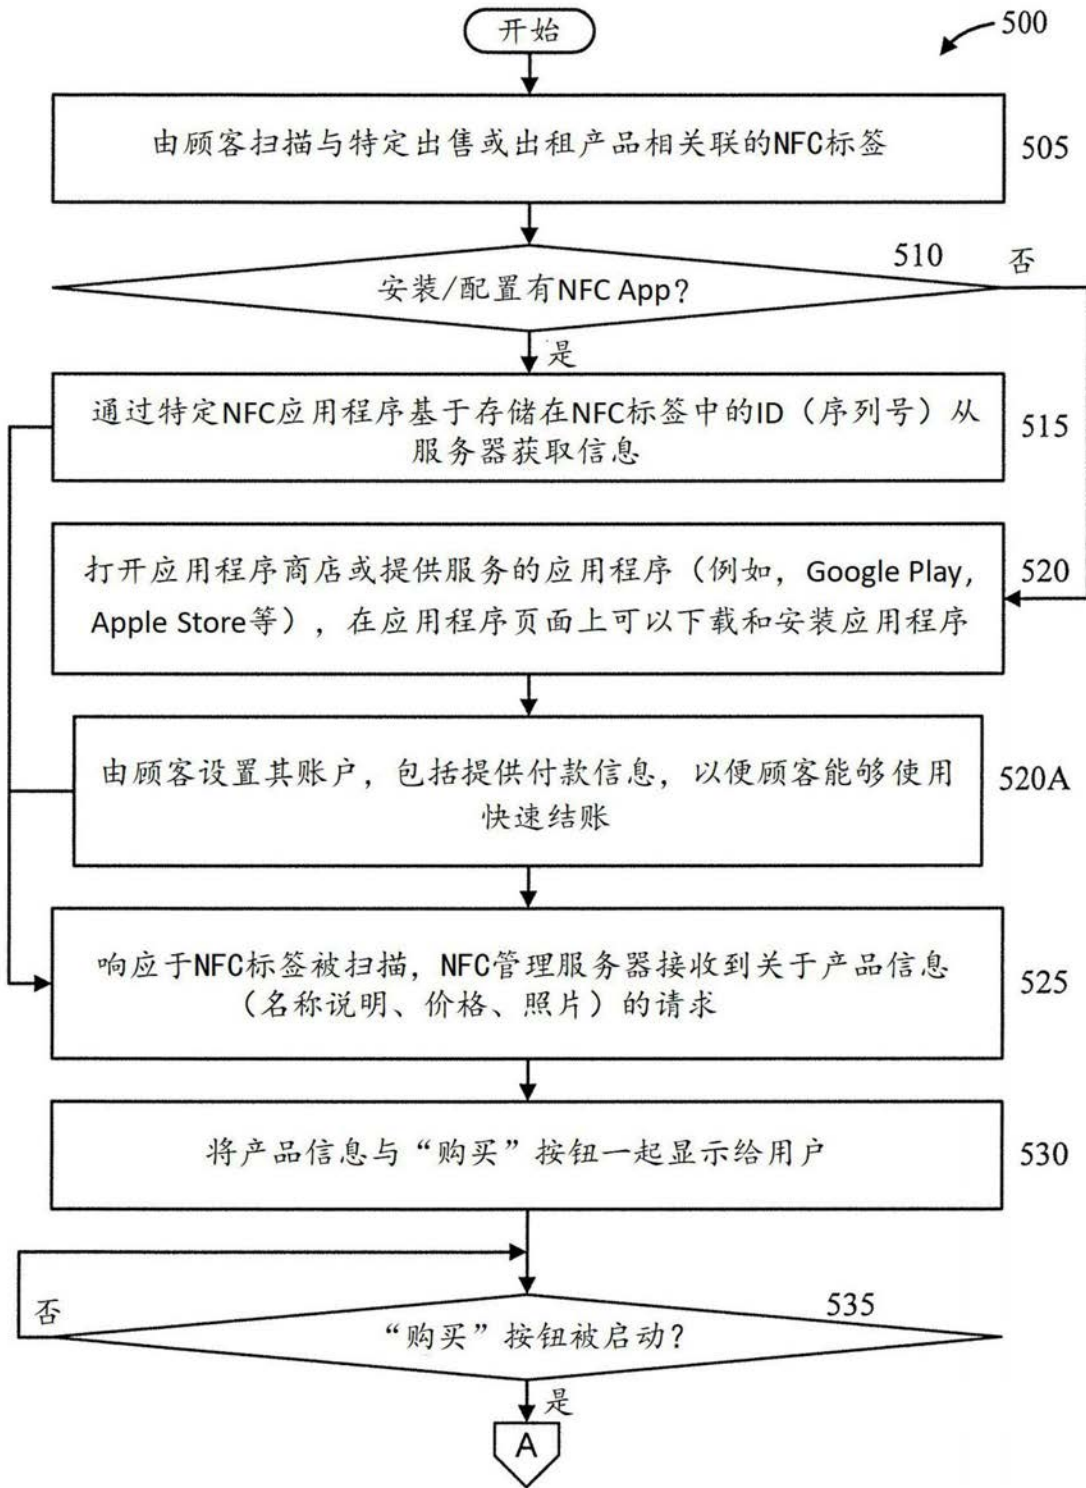 开始
500
由顾客扫描与特定出售或出租产品相关联的NFC标签
505
510
否
安装/配置有NFC App?
是
通过特定NFC应用程序基于存储在NFC标签中的ID（序列号）从
服务器获取信息
515
打开应用程序商店或提供服务的应用程序（例如，Google Play,
Apple Store等），在应用程序页面上可以下载和安装应用程序
520
由顾客设置其账户，包括提供付款信息，以便顾客能够使用
快速结账
520A
响应于NFC标签被扫描，NFC管理服务器接收到关于产品信息
（名称说明、价格、照片）的请求
525
将产品信息与“购买”按钮一起显示给用户
530
否
535
“购买”按钮被启动？
是
A